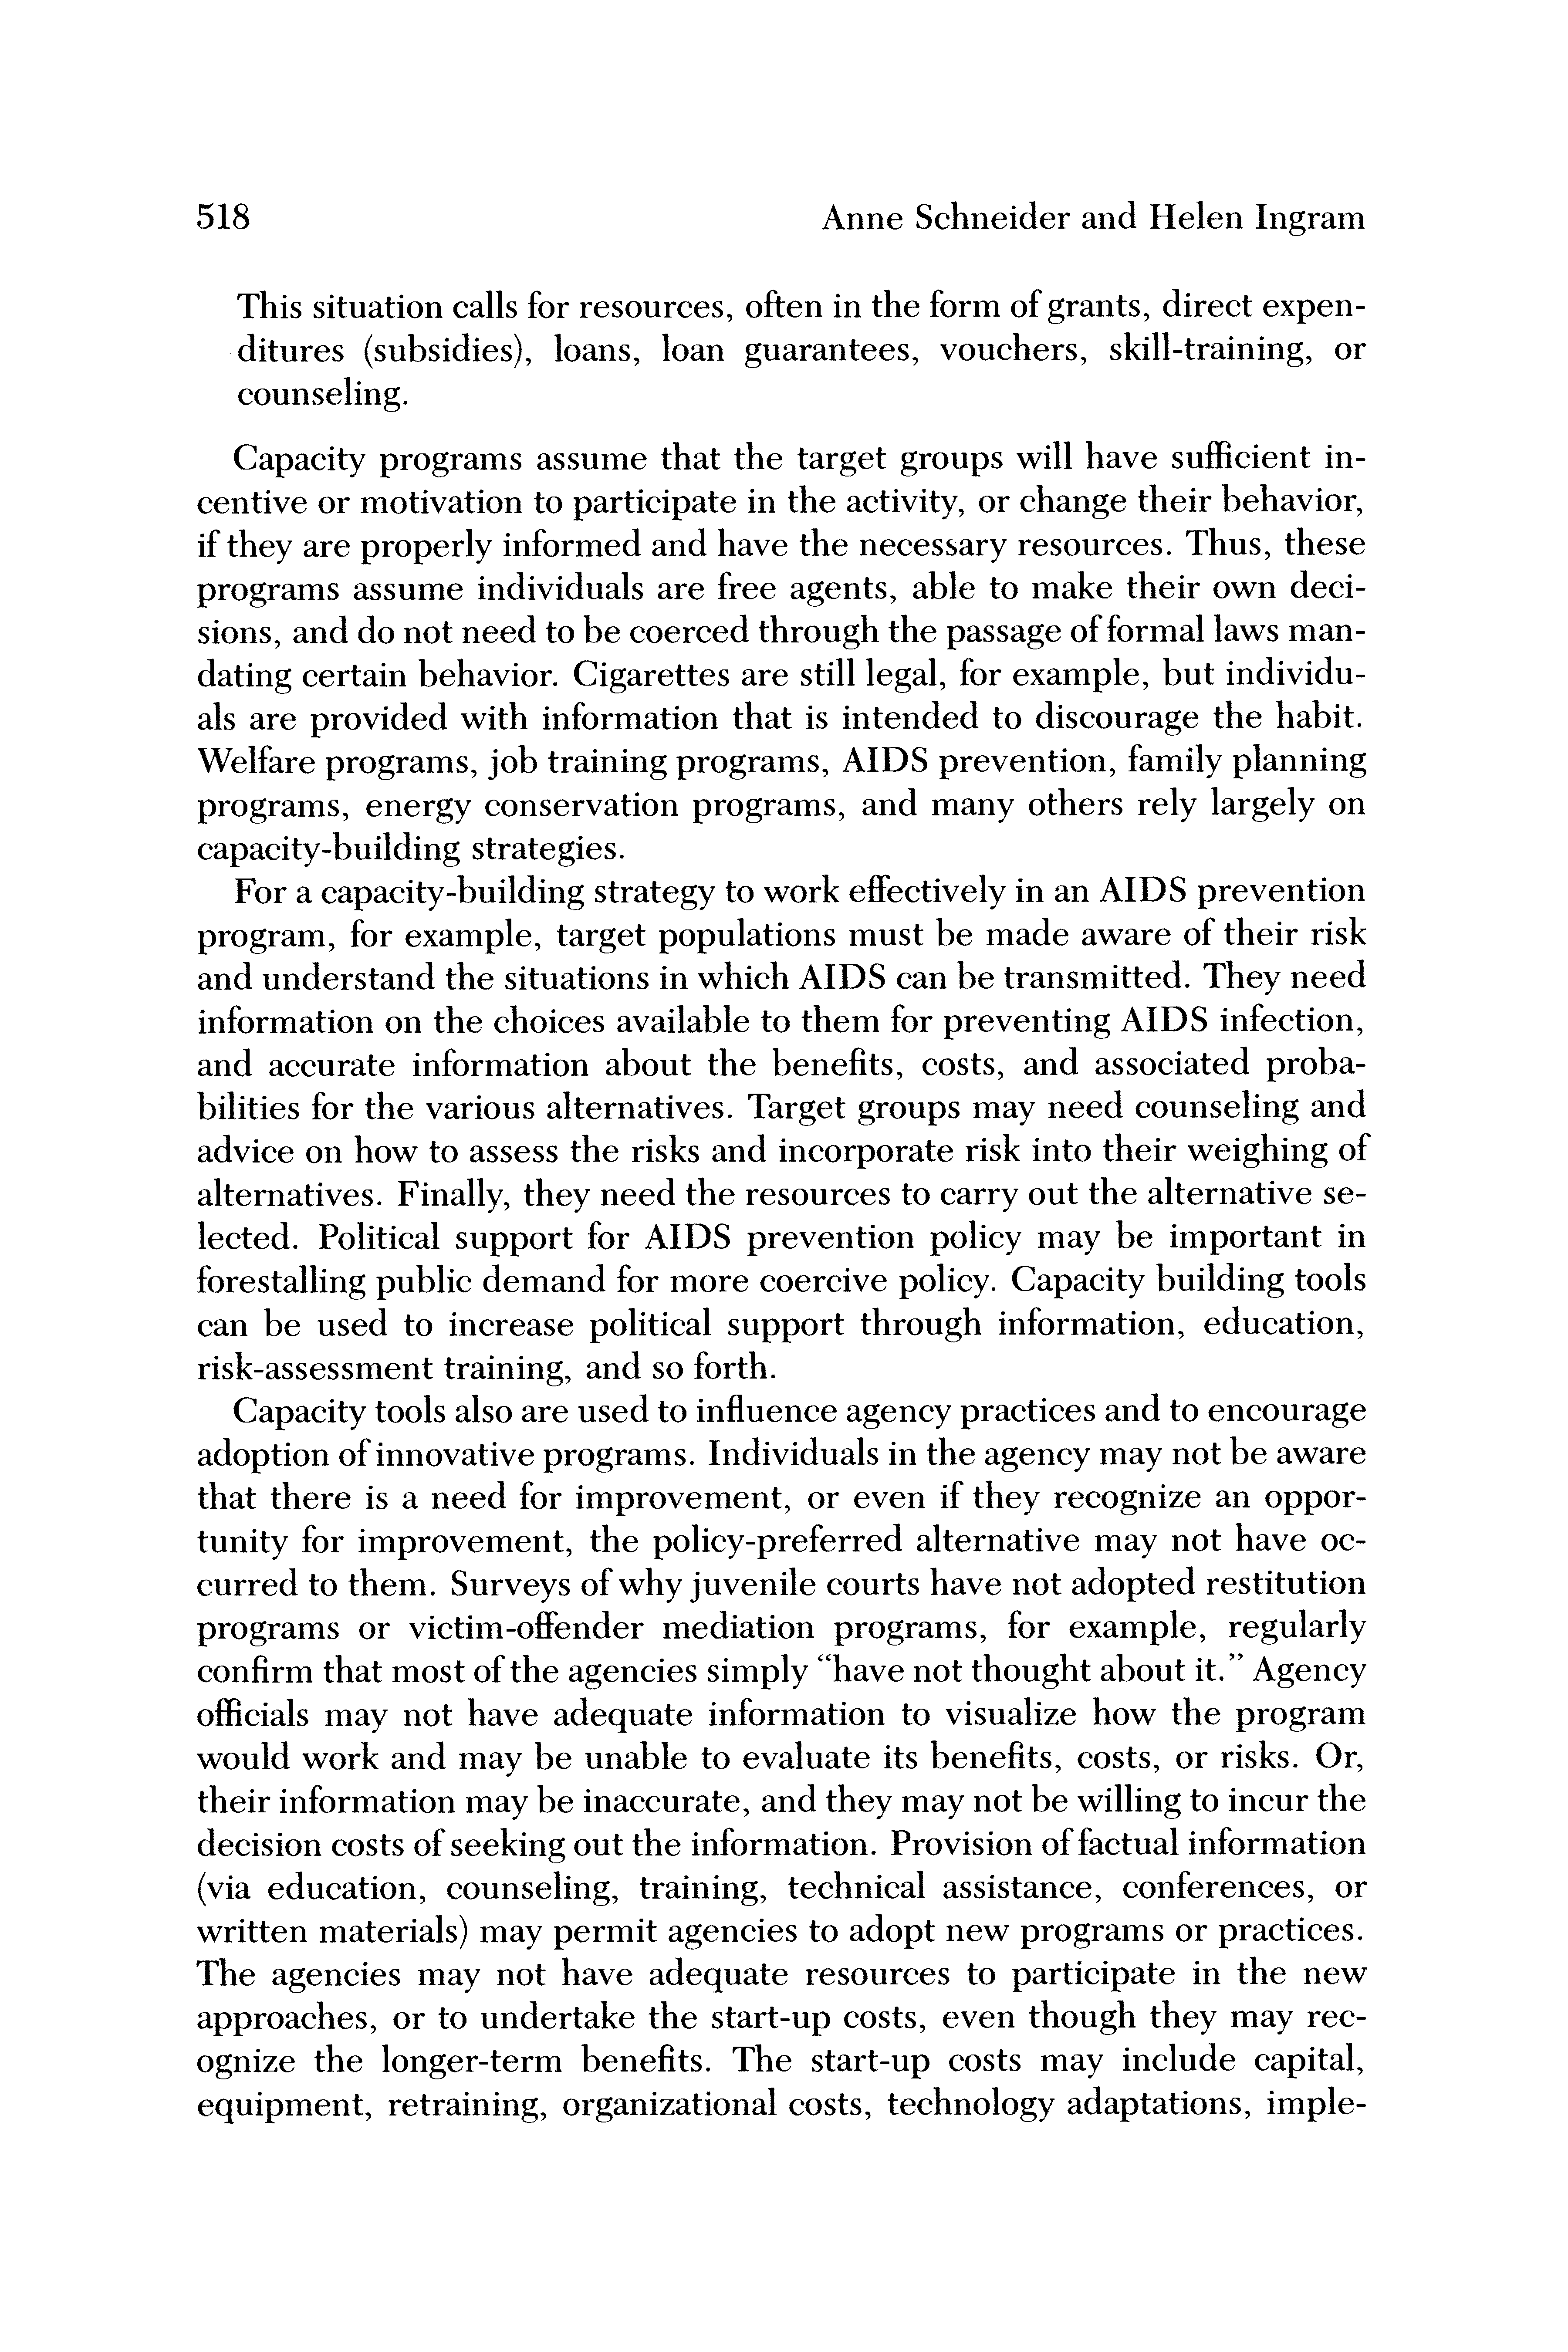 518 Anne Schneider and Helen Ingram
This situation calls for resources, often in the form of grants, direct expen-
ditures (subsidies), loans, loan guarantees, vouchers, skill-training, or
counseling.
Capacity programs assume that the target groups will have sufficient in-
centive or motivation to participate in the activity, or change their behavior,
if they are properly informed and have the necessary resources. Thus, these
programs assume individuals are free agents, able to make their own deci-
sions, and do not need to be coerced through the passage of formal laws man-
dating certain behavior. Cigarettes are still legal, for example, but individu-
als are provided with information that is intended to discourage the habit.
Welfare programs, job training programs, AIDS prevention, family planning
programs, energy conservation programs, and many others rely largely on
capacity-building strategies.
For a capacity-building strategy to work effectively in an AIDS prevention
program, for example, target populations must be made aware of their risk
and understand the situations in which AIDS can be transmitted. They need
information on the choices available to them for preventing AIDS infection,
and accurate information about the benefits, costs, and associated proba-
bilities for the various alternatives. Target groups may need counseling and
advice on how to assess the risks and incorporate risk into their weighing of
alternatives. Finally, they need the resources to carry out the alternative se-
lected. Political support for AIDS prevention policy may be important in
forestalling public demand for more coercive policy. Capacity building tools
can be used to increase political support through information, education,
risk-assessment training, and so forth.
Capacity tools also are used to influence agency practices and to encourage
adoption of innovative programs. Individuals in the agency may not be aware
that there is a need for improvement, or even if they recognize an oppor-
tunity for improvement, the policy-preferred alternative may not have oc-
curred to them. Surveys of why juvenile courts have not adopted restitution
programs or victim-offender mediation programs, for example, regularly
confirm that most of the agencies simply “have not thought about it.” Agency
officials may not have adequate information to visualize how the program
would work and may be unable to evaluate its benefits, costs, or risks. Or,
their information may be inaccurate, and they may not be willing to incur the
decision costs of seeking out the information. Provision of factual information
(via education, counseling, training, technical assistance, conferences, or
written materials) may permit agencies to adopt new programs or practices.
The agencies may not have adequate resources to participate in the new
approaches, or to undertake the start-up costs, even though they may rec-
ognize the longer-term benefits. The start-up costs may include capital,
equipment, retraining, organizational costs, technology adaptations, imple-